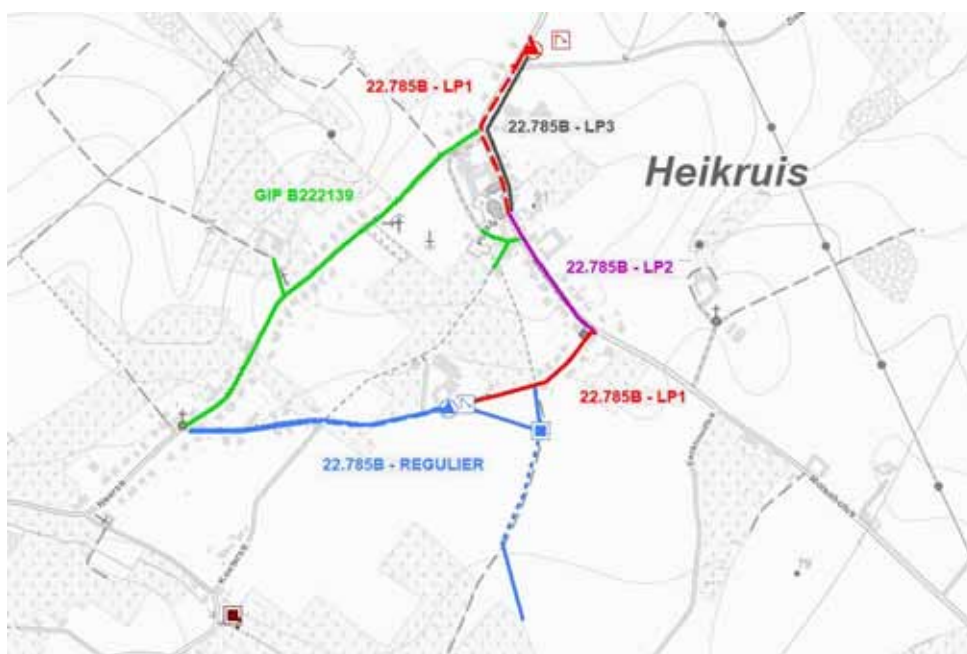 22.785B - LP1
22.785B - LP3
Heikruis
GIP B222139
22.785B - LP2
22.785B - LP1
22.785B - REGULIER